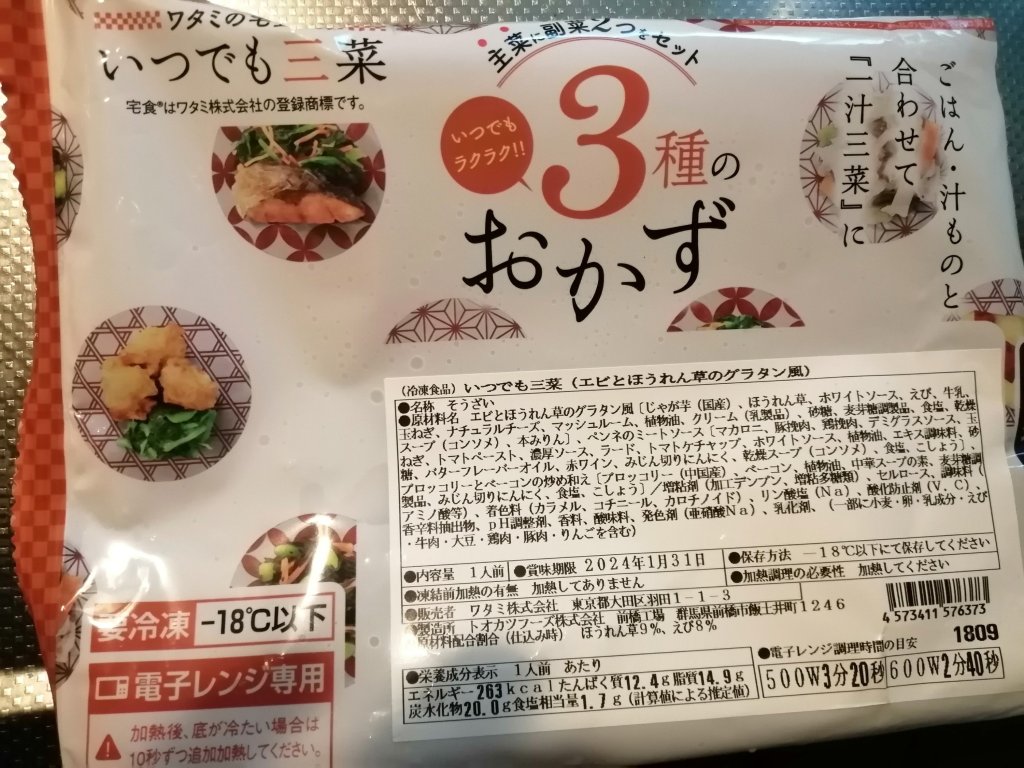 ワタミの宅
いつでも三菜
宅食®はワタミ株式会社の登録商標です。
主菜に副菜2つをセット
いつでも
ラクラク!!
3種の
おかず
ごはん・汁ものと
合わせて
『一汁三菜』に
(冷凍食品) いつでも三菜 (エビとほうれん草のグラタン風)
●名称 そうざい
●原材料名 エビとほうれん草のグラタン風〔じゃが芋(国産)、ほうれん草、ホワイトソース、えび、牛乳、
玉ねぎ、ナチュラルチーズ、マッシュルーム、植物油、クリーム(乳製品)、砂糖、麦芽糖調製品、食塩、乾燥
スープ(コンソメ)、本みりん〕、ペンネのミートソース〔マカロニ、豚挽肉、鶏挽肉、デミグラスソース、玉
ねぎ、トマトペースト、濃厚ソース、ラード、トマトケチャップ、ホワイトソース、植物油、エキス調味料、砂
糖、バターフレーバーオイル、赤ワイン、みじん切りにんにく、乾燥スープ(コンソメ)、食塩、こしょう〕、
ブロッコリーとベーコンの炒め和え〔ブロッコリー(中国産)、ベーコン、植物油、中華スープの素、麦芽糖調
製品、みじん切りにんにく、食塩、こしょう〕/増粘剤(加工デンプン、増粘多糖類)、セルロース、調味料(
アミノ酸等)、着色料(カラメル、コチニール、カロチノイド)、リン酸塩(Na)、酸化防止剤(V.C)、
香辛料抽出物、pH調整剤、香料、酸味料、発色剤(亜硝酸Na)、乳化剤、(一部に小麦・卵・乳成分・えび
・牛肉・大豆・鶏肉・豚肉・りんごを含む)
●内容量 1人前 ●賞味期限 2024年1月31日 ●保存方法 -18℃以下にて保存してください
●凍結前加熱の有無 加熱してありません ●加熱調理の必要性 加熱してください
●販売者 ワタミ株式会社 東京都大田区羽田1-1-3
●製造所 トオカツフーズ株式会社 前橋工場 群馬県前橋市飯土井町1246
原材料配合割合(仕込み時) ほうれん草9%、えび8%
4573411576373
1809
●栄養成分表示 1人前 あたり
エネルギー263kcal たんぱく質12.4g 脂質14.9g
炭水化物20.0g 食塩相当量1.7g (計算値による推定値)
●電子レンジ調理時間の目安
500W3分20秒 600W2分40秒
要冷凍 -18℃以下
電子レンジ専用
加熱後、底が冷たい場合は
10秒ずつ追加加熱してください。